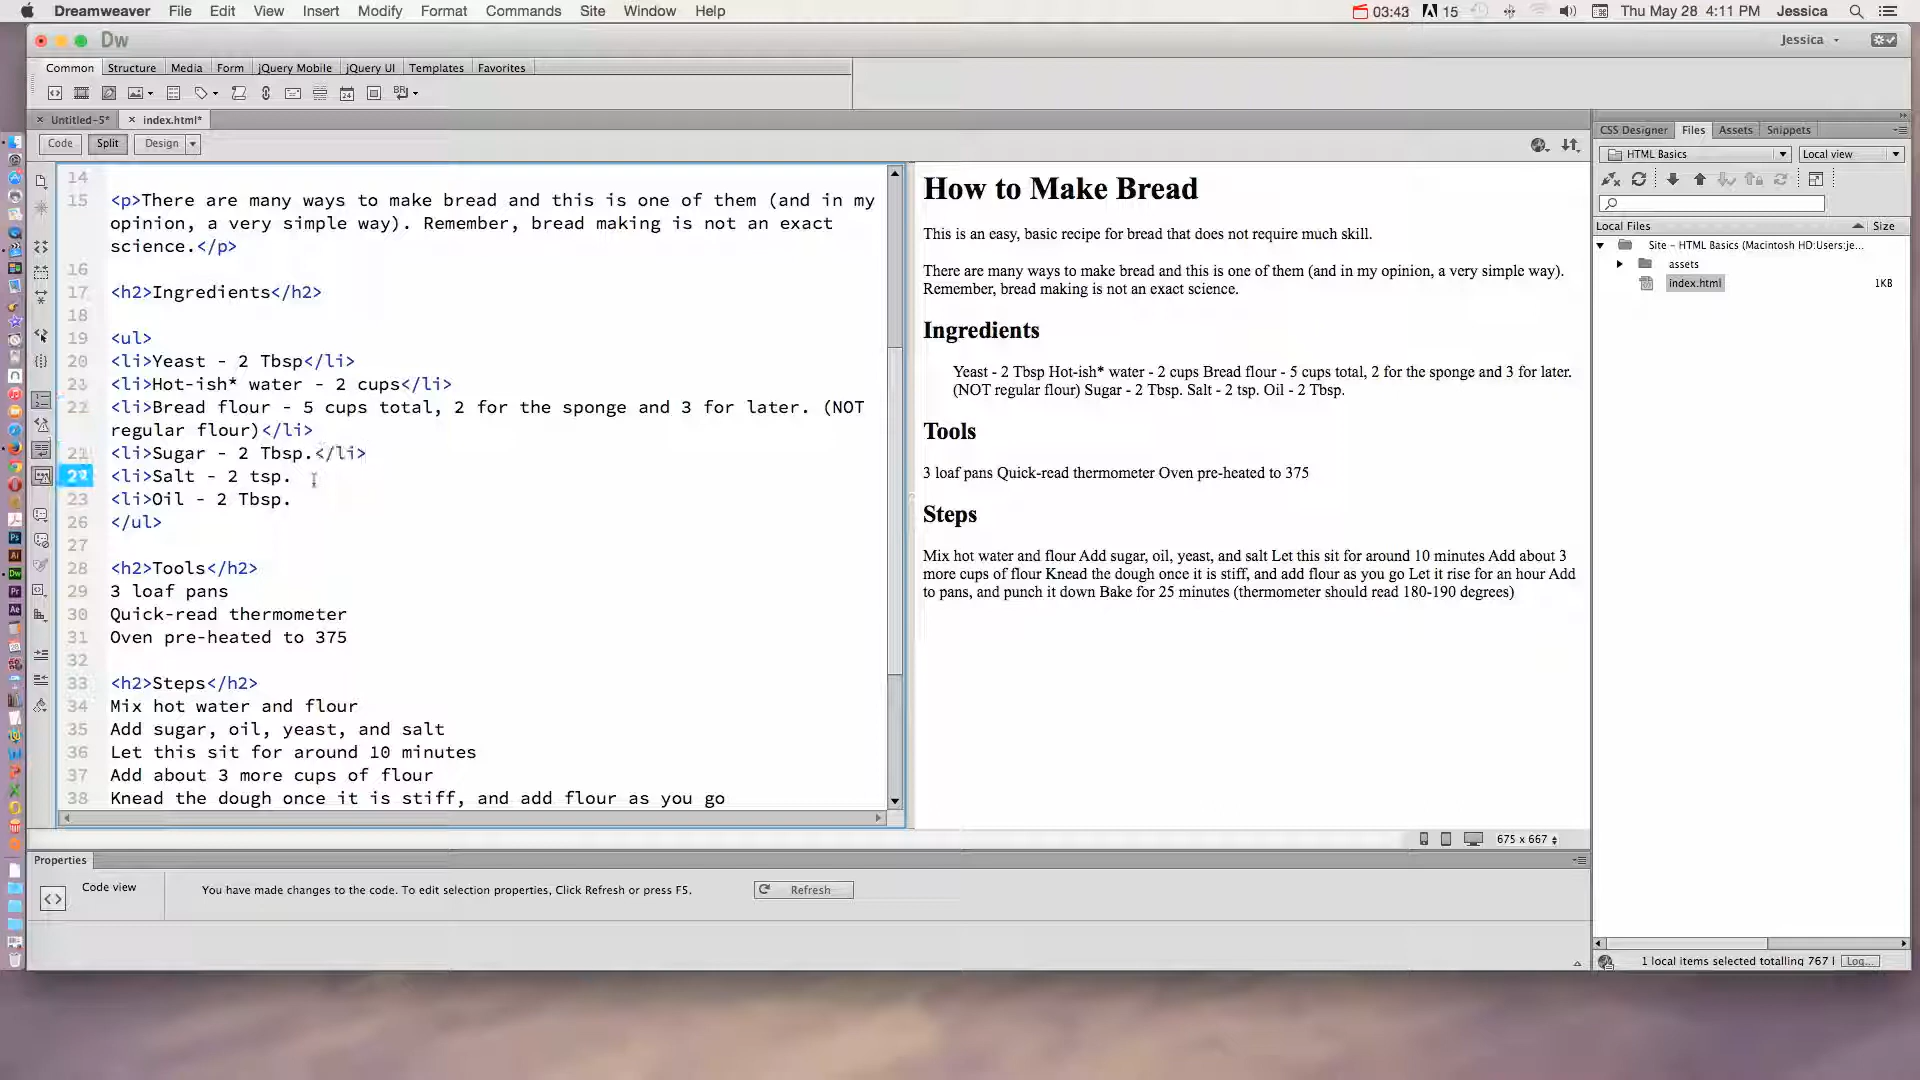 Dreamweaver File Edit View Insert Modify Format Commands Site Window Help 03:43 15 Thu May 28 4:11 PM Jessica
Dw Jessica
Common Structure Media Form jQuery Mobile jQuery UI Templates Favorites
Untitled-5* index.html*
Code Split Design
14
15 <p>There are many ways to make bread and this is one of them (and in my
opinion, a very simple way). Remember, bread making is not an exact
science.</p>
16
17 <h2>Ingredients</h2>
18
19 <ul>
20 <li>Yeast - 2 Tbsp</li>
<li>Hot-ish* water - 2 cups</li>
22 <li>Bread flour - 5 cups total, 2 for the sponge and 3 for later. (NOT
regular flour)</li>
<li>Sugar - 2 Tbsp.</li>
<li>Salt - 2 tsp.
23 <li>Oil - 2 Tbsp.
26 </ul>
27
28 <h2>Tools</h2>
29 3 loaf pans
30 Quick-read thermometer
31 Oven pre-heated to 375
32
33 <h2>Steps</h2>
34 Mix hot water and flour
35 Add sugar, oil, yeast, and salt
36 Let this sit for around 10 minutes
37 Add about 3 more cups of flour
38 Knead the dough once it is stiff, and add flour as you go
How to Make Bread
This is an easy, basic recipe for bread that does not require much skill.
There are many ways to make bread and this is one of them (and in my opinion, a very simple way).
Remember, bread making is not an exact science.
Ingredients
Yeast - 2 Tbsp Hot-ish* water - 2 cups Bread flour - 5 cups total, 2 for the sponge and 3 for later.
(NOT regular flour) Sugar - 2 Tbsp. Salt - 2 tsp. Oil - 2 Tbsp.
Tools
3 loaf pans Quick-read thermometer Oven pre-heated to 375
Steps
Mix hot water and flour Add sugar, oil, yeast, and salt Let this sit for around 10 minutes Add about 3
more cups of flour Knead the dough once it is stiff, and add flour as you go Let it rise for an hour Add
to pans, and punch it down Bake for 25 minutes (thermometer should read 180-190 degrees)
675 x 667
CSS Designer Files Assets Snippets
HTML Basics Local view
Local Files Size
Site – HTML Basics (Macintosh HD:Users:je...
assets
index.html 1KB
1 local items selected totalling 767 Log...
Properties
Code view You have made changes to the code. To edit selection properties, Click Refresh or press F5. Refresh